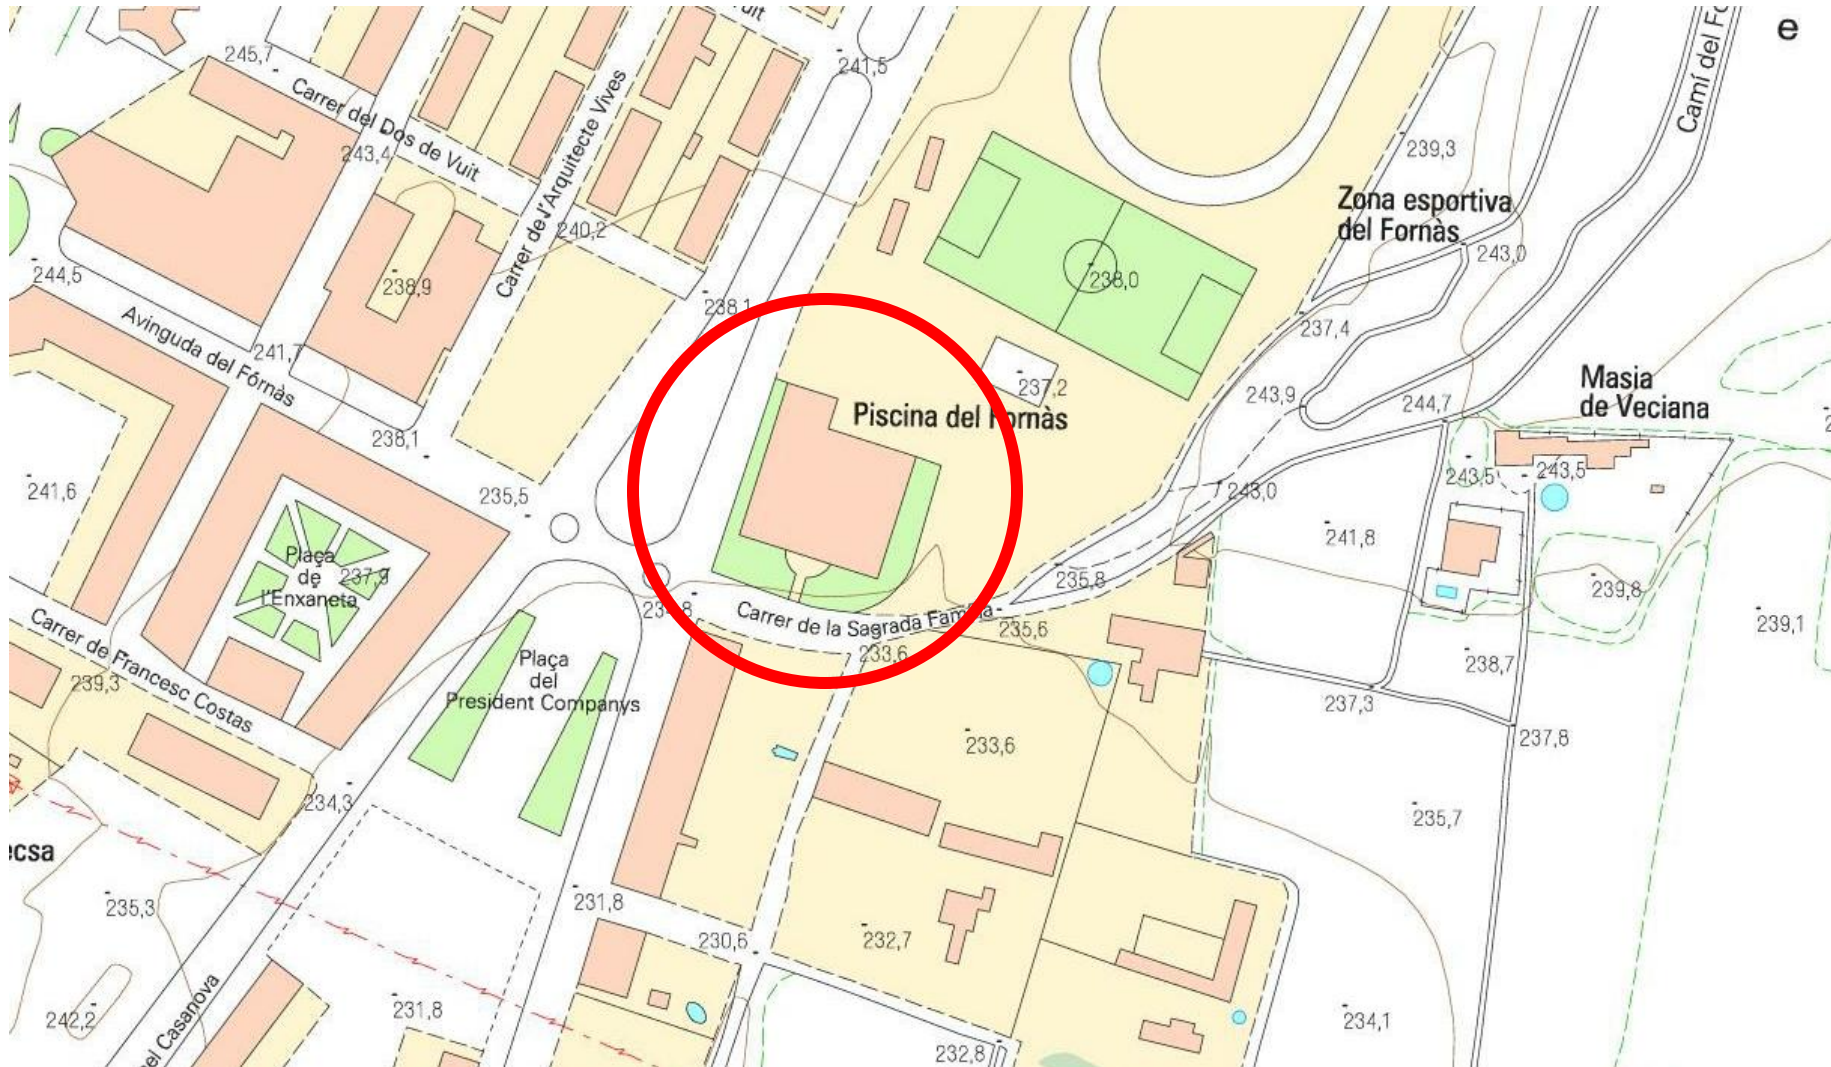 e
245,7
241,5
Carrer del Dos de Vuit
Carrer de l'Arquitecte Vives
Camí del
243,4
239,3
Zona esportiva
del Fornàs
240,2
243,0
244,5
238,9
238,0
238,1
237,4
Avinguda del Fornàs
241,7
237,2
Masia
de Veciana
243,9
244,7
Piscina del Fornàs
238,1
241,6
235,5
243,0
243,5
243,5
241,8
Plaça
de
l'Enxaneta
237,9
235,8
239,8
Carrer de la Sagrada Família
235,6
239,1
Carrer de Francesc Costas
233,6
238,7
239,3
Plaça
del
President Companys
237,3
233,6
237,8
234,3
235,7
ecsa
235,3
231,8
230,6
232,7
242,2
231,8
234,1
232,8
el Casanova